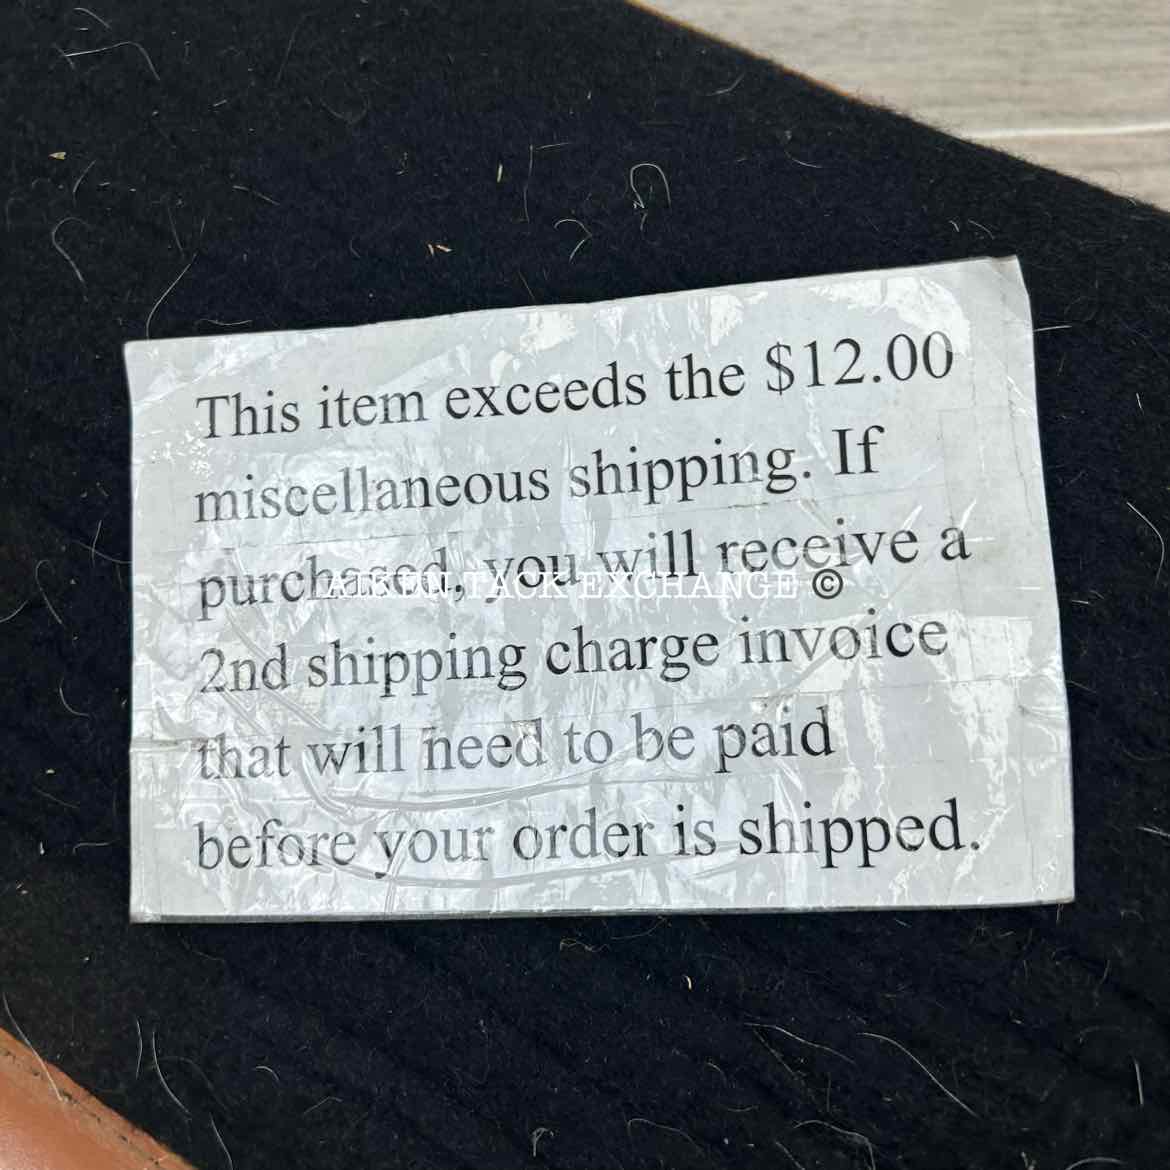 This item exceeds the $12.00
miscellaneous shipping. If
purchased, you will receive a
AIKEN TACK EXCHANGE ©
2nd shipping charge invoice
that will need to be paid
before your order is shipped.